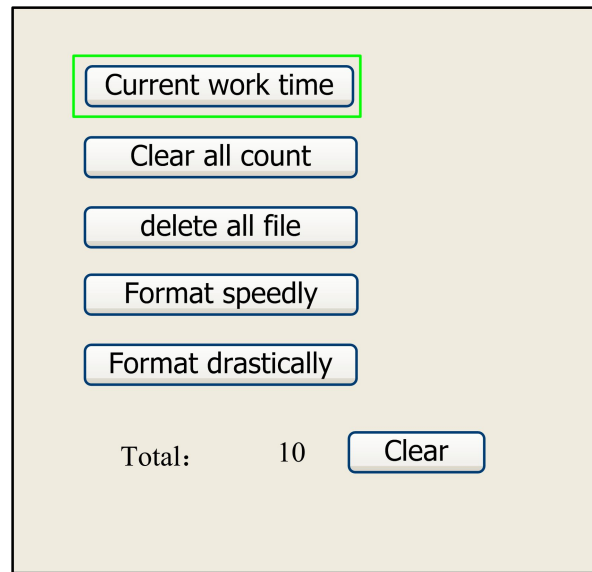 Current work time
Clear all count
delete all file
Format speedly
Format drastically
Total： 10 Clear